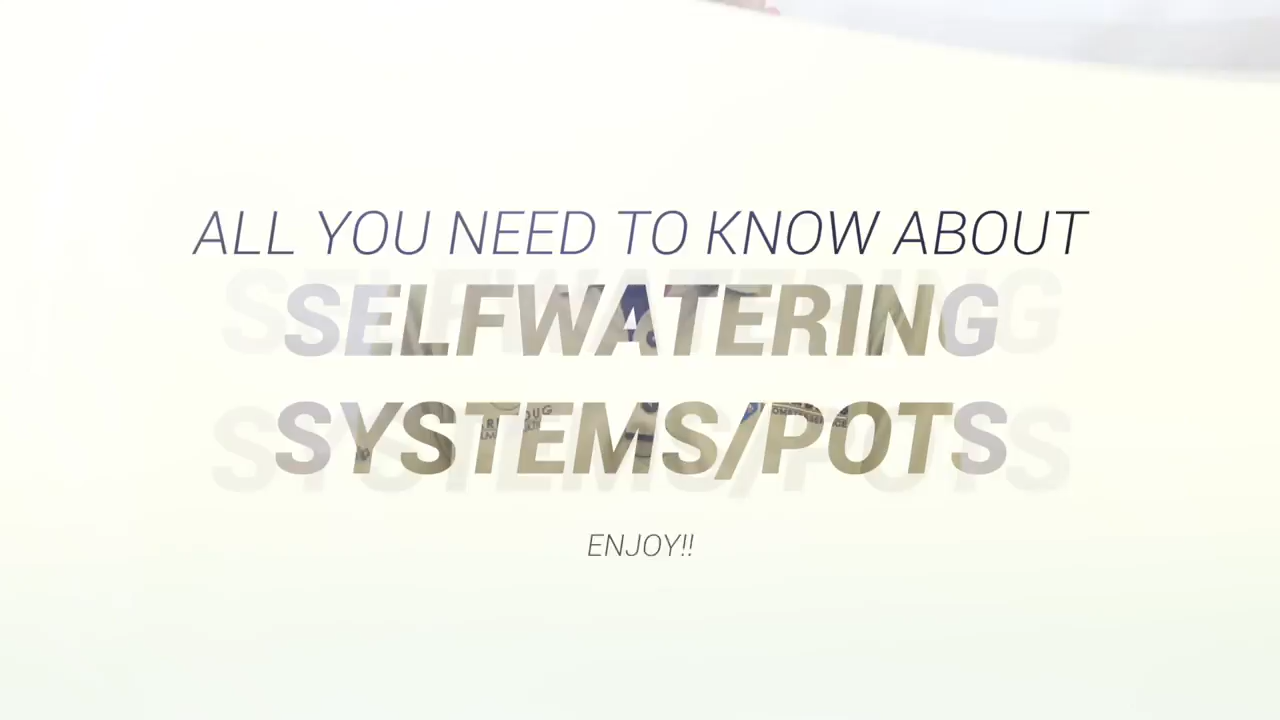 ALL YOU NEED TO KNOW ABOUT
SELFWATERING
SYSTEMS/POTS
ENJOY!!